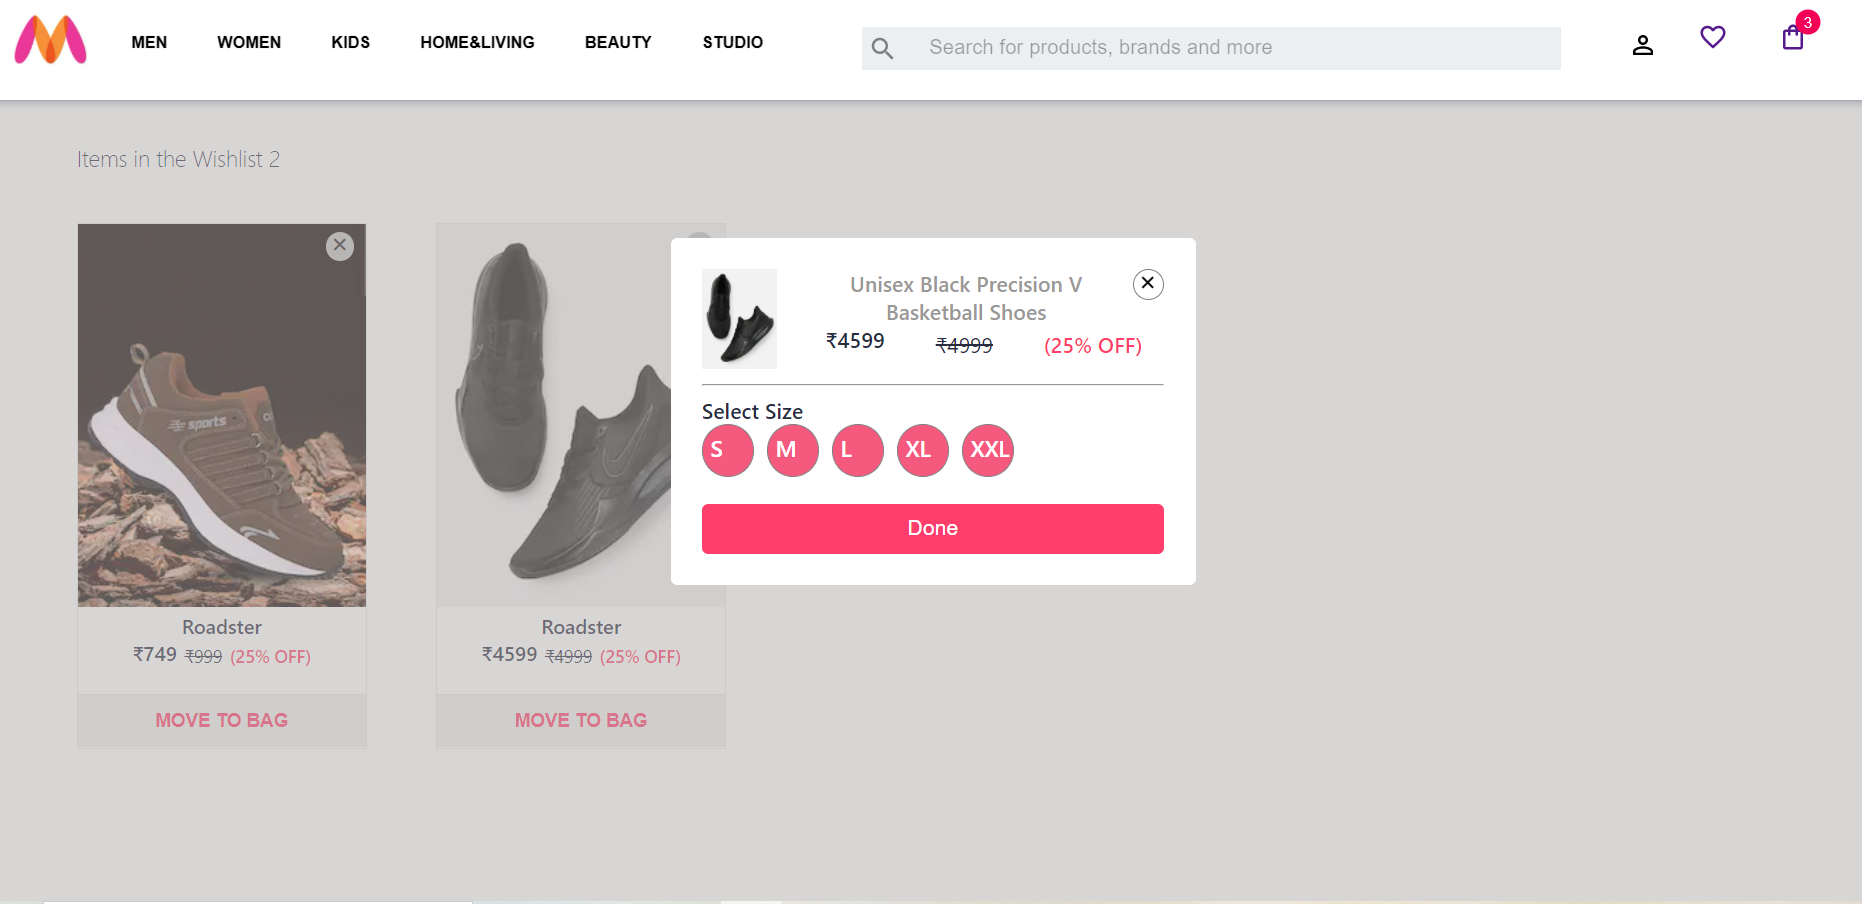 MEN WOMEN KIDS HOME&LIVING BEAUTY STUDIO Search for products, brands and more 3
Items in the Wishlist 2
sports
Roadster
₹749 ₹999 (25% OFF)
MOVE TO BAG
Roadster
₹4599 ₹4999 (25% OFF)
MOVE TO BAG
Unisex Black Precision V
Basketball Shoes
₹4599 ₹4999 (25% OFF)
Select Size
S M L XL XXL
Done